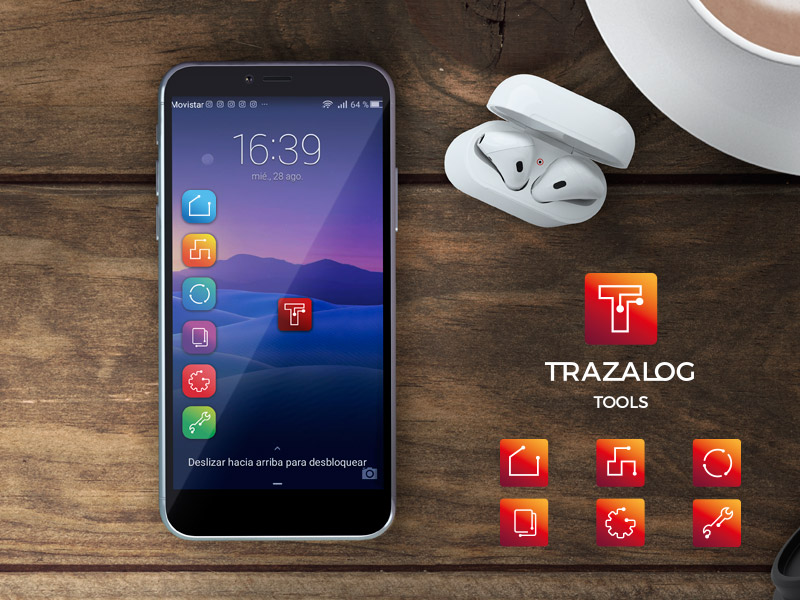 Movistar ... 64 %
16:39
mié., 28 ago.
Deslizar hacia arriba para desbloquear
T
T
TRAZALOG
TOOLS